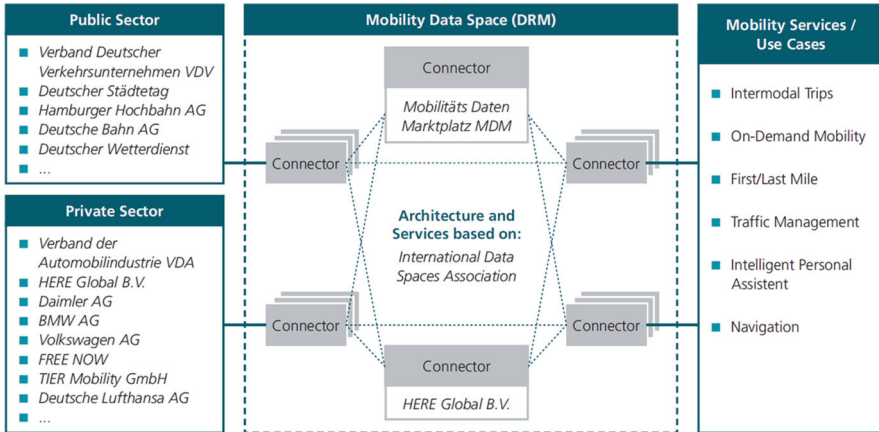 Public Sector
Verband Deutscher
Verkehrsunternehmen VDV
Deutscher Städtetag
Hamburger Hochbahn AG
Deutsche Bahn AG
Deutscher Wetterdienst
...
Private Sector
Verband der
Automobilindustrie VDA
HERE Global B.V.
Daimler AG
BMW AG
Volkswagen AG
FREE NOW
TIER Mobility GmbH
Deutsche Lufthansa AG
...
Mobility Data Space (DRM)
Connector
Mobilitäts Daten
Marktplatz MDM
Connector
Connector
Architecture and
Services based on:
International Data
Spaces Association
Connector
Connector
Connector
HERE Global B.V.
Mobility Services /
Use Cases
Intermodal Trips
On-Demand Mobility
First/Last Mile
Traffic Management
Intelligent Personal
Assistent
Navigation